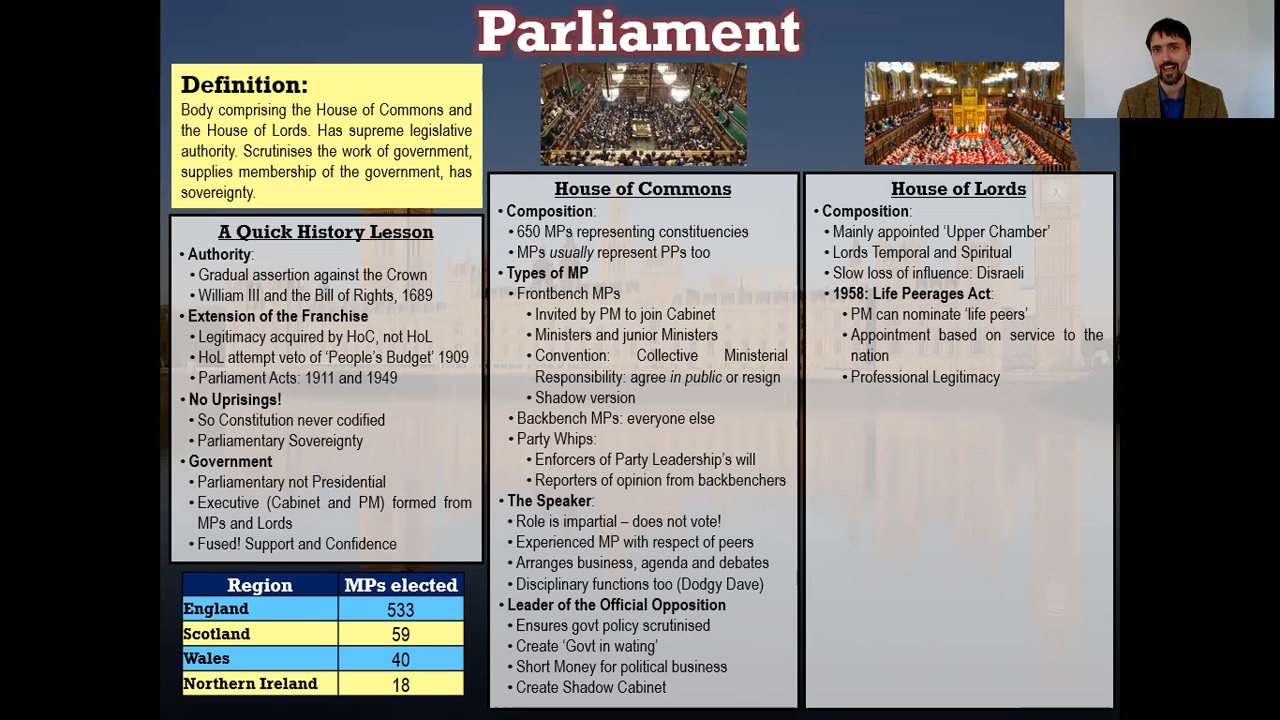 Parliament
Definition:
Body comprising the House of Commons and
the House of Lords. Has supreme legislative
authority. Scrutinises the work of government,
supplies membership of the government, has
sovereignty.
A Quick History Lesson
• Authority:
• Gradual assertion against the Crown
• William III and the Bill of Rights, 1689
• Extension of the Franchise
• Legitimacy acquired by HoC, not HoL
• HoL attempt veto of ‘People’s Budget’ 1909
• Parliament Acts: 1911 and 1949
• No Uprisings!
• So Constitution never codified
• Parliamentary Sovereignty
• Government
• Parliamentary not Presidential
• Executive (Cabinet and PM) formed from
MPs and Lords
• Fused! Support and Confidence
Region MPs elected
England 533
Scotland 59
Wales 40
Northern Ireland 18
House of Commons
• Composition:
• 650 MPs representing constituencies
• MPs usually represent PPs too
• Types of MP
• Frontbench MPs
• Invited by PM to join Cabinet
• Ministers and junior Ministers
• Convention: Collective Ministerial
Responsibility: agree in public or resign
• Shadow version
• Backbench MPs: everyone else
• Party Whips:
• Enforcers of Party Leadership’s will
• Reporters of opinion from backbenchers
• The Speaker:
• Role is impartial – does not vote!
• Experienced MP with respect of peers
• Arranges business, agenda and debates
• Disciplinary functions too (Dodgy Dave)
• Leader of the Official Opposition
• Ensures govt policy scrutinised
• Create ‘Govt in wating’
• Short Money for political business
• Create Shadow Cabinet
House of Lords
• Composition:
• Mainly appointed ‘Upper Chamber’
• Lords Temporal and Spiritual
• Slow loss of influence: Disraeli
• 1958: Life Peerages Act:
• PM can nominate ‘life peers’
• Appointment based on service to the
nation
• Professional Legitimacy